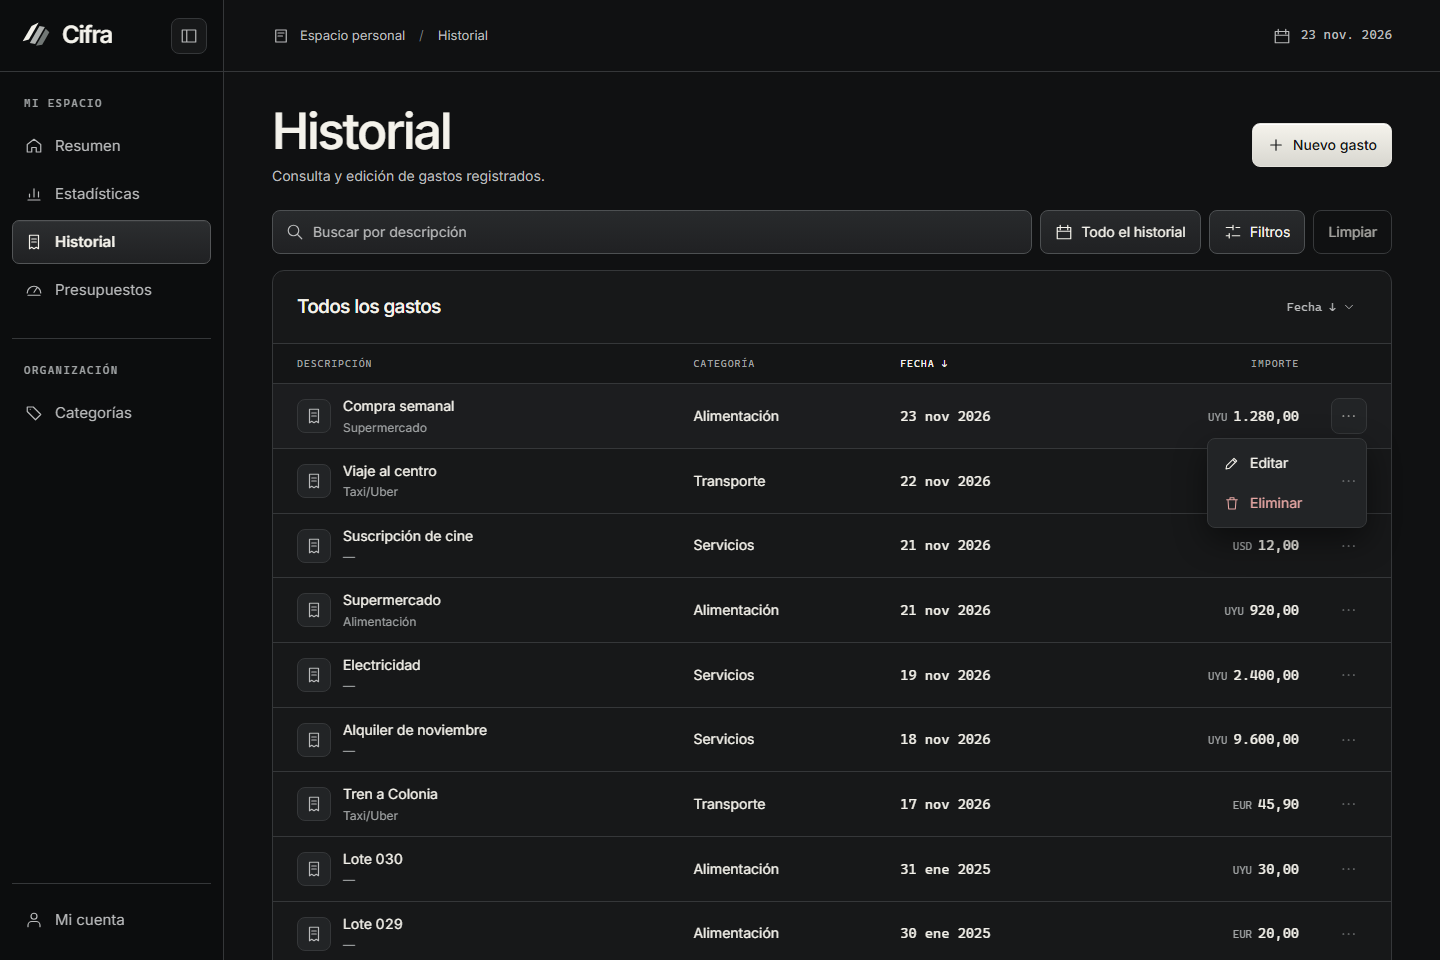 Cifra
Espacio personal / Historial
23 nov. 2026
MI ESPACIO
Resumen
Estadísticas
Historial
Presupuestos
ORGANIZACIÓN
Categorías
Mi cuenta
Historial
Consulta y edición de gastos registrados.
+ Nuevo gasto
Buscar por descripción
Todo el historial
Filtros
Limpiar
Todos los gastos
Fecha ↓
DESCRIPCIÓN CATEGORÍA FECHA ↓ IMPORTE
Compra semanal
Supermercado
Alimentación 23 nov 2026 UYU 1.280,00 ...
Editar
Eliminar
Viaje al centro
Taxi/Uber
Transporte 22 nov 2026 ...
Suscripción de cine
—
Servicios 21 nov 2026 USD 12,00 ...
Supermercado
Alimentación
Alimentación 21 nov 2026 UYU 920,00 ...
Electricidad
—
Servicios 19 nov 2026 UYU 2.400,00 ...
Alquiler de noviembre
—
Servicios 18 nov 2026 UYU 9.600,00 ...
Tren a Colonia
Taxi/Uber
Transporte 17 nov 2026 EUR 45,90 ...
Lote 030
—
Alimentación 31 ene 2025 UYU 30,00 ...
Lote 029
—
Alimentación 30 ene 2025 EUR 20,00 ...